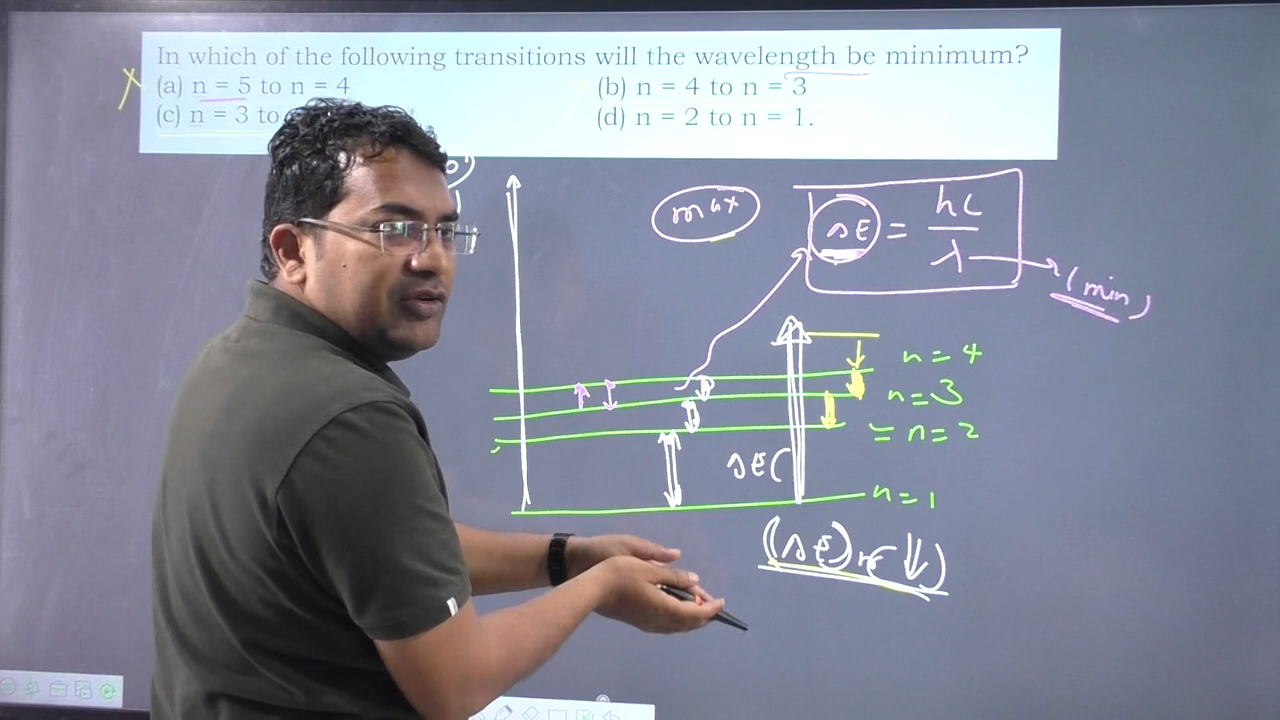 In which of the following transitions will the wavelength be minimum?
(a) n = 5 to n = 4
(b) n = 4 to n = 3
(c) n = 3 to
(d) n = 2 to n = 1.
max
ΔE = hc/λ
(min)
n = 4
n = 3
= n = 2
ΔE
n = 1
(ΔE)